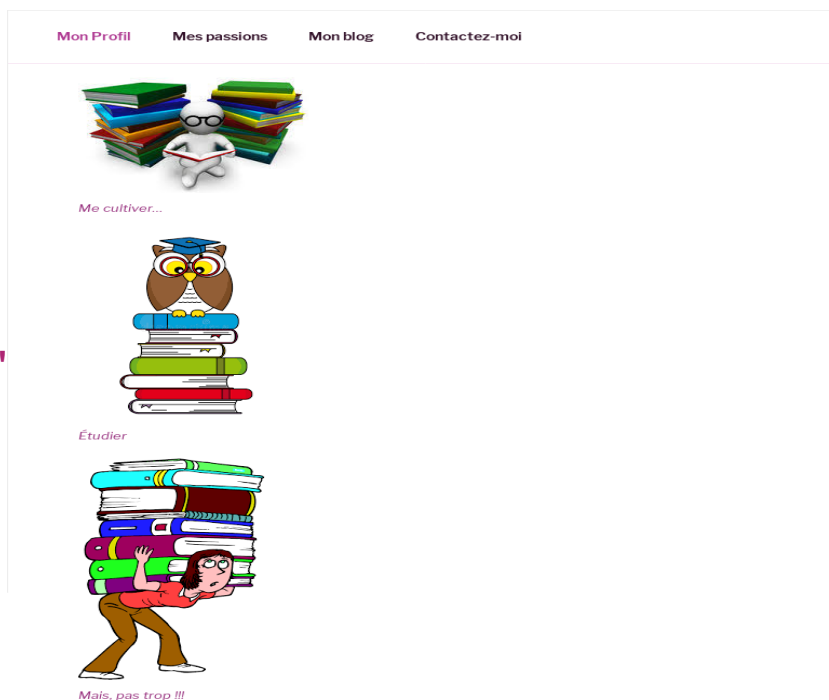 Mon Profil Mes passions Mon blog Contactez-moi
Me cultiver...
Étudier
Mais, pas trop !!!